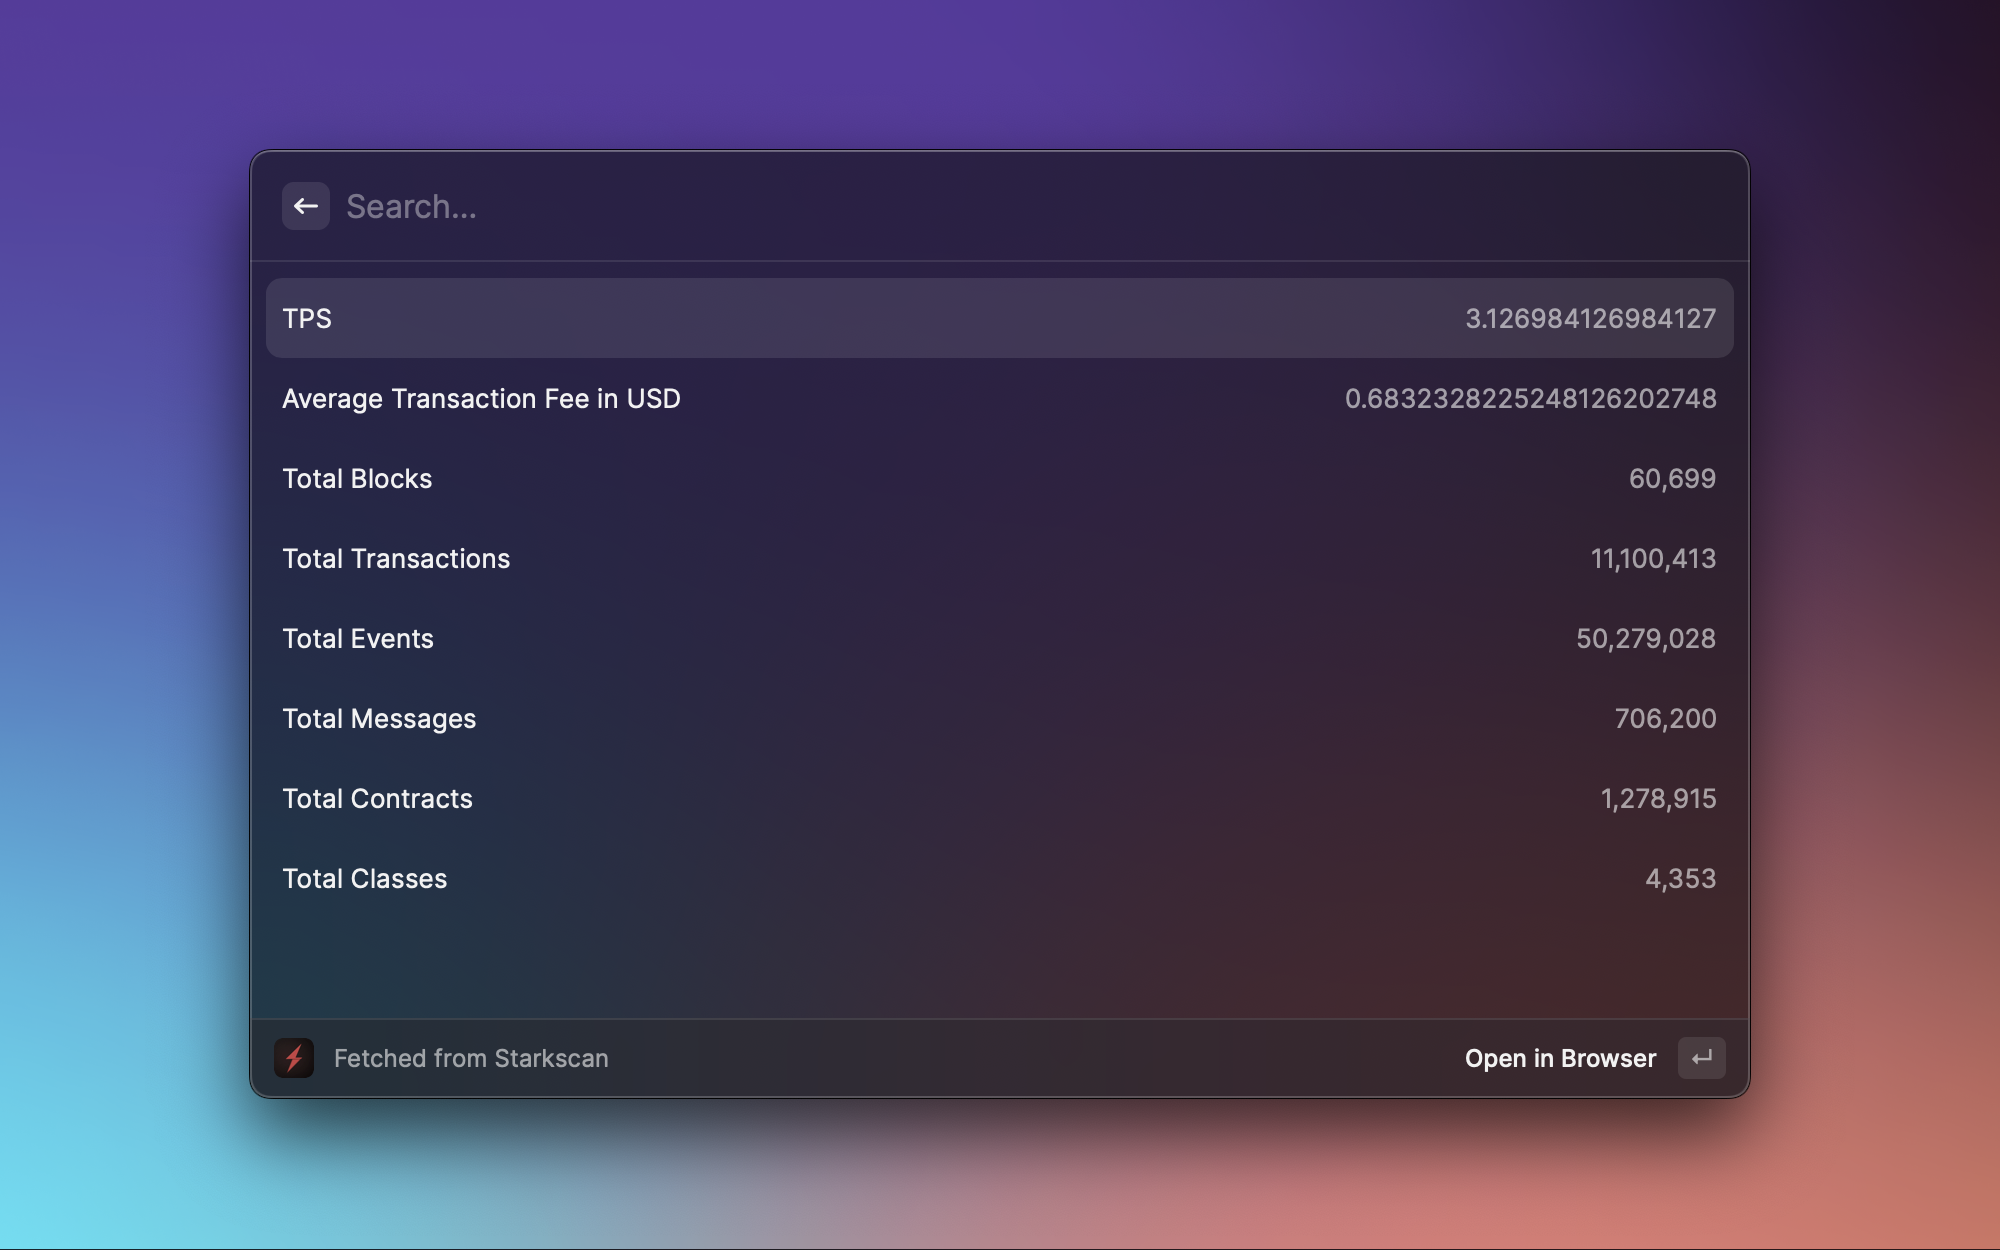 Search...
TPS 3.126984126984127
Average Transaction Fee in USD 0.6832328225248126202748
Total Blocks 60,699
Total Transactions 11,100,413
Total Events 50,279,028
Total Messages 706,200
Total Contracts 1,278,915
Total Classes 4,353
Fetched from Starkscan Open in Browser